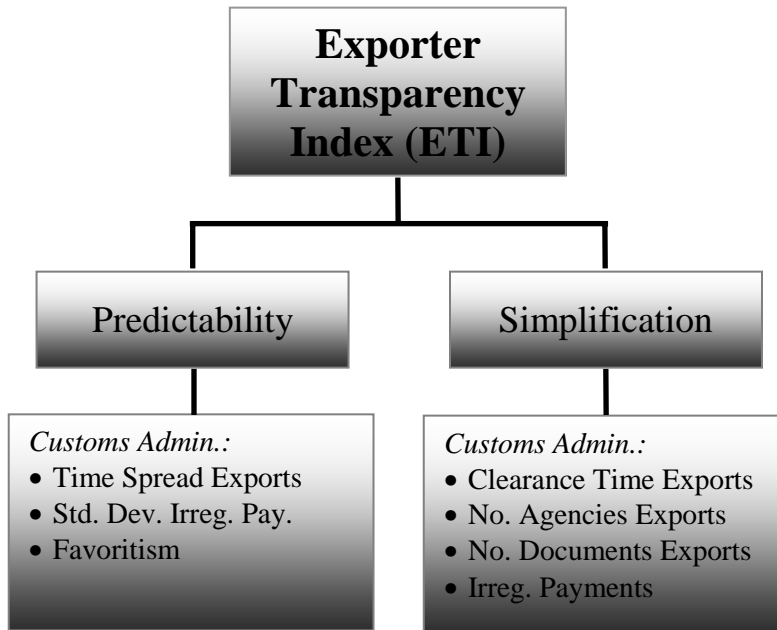 Exporter
Transparency
Index (ETI)
Predictability
Simplification
Customs Admin.:
• Time Spread Exports
• Std. Dev. Irreg. Pay.
• Favoritism
Customs Admin.:
• Clearance Time Exports
• No. Agencies Exports
• No. Documents Exports
• Irreg. Payments